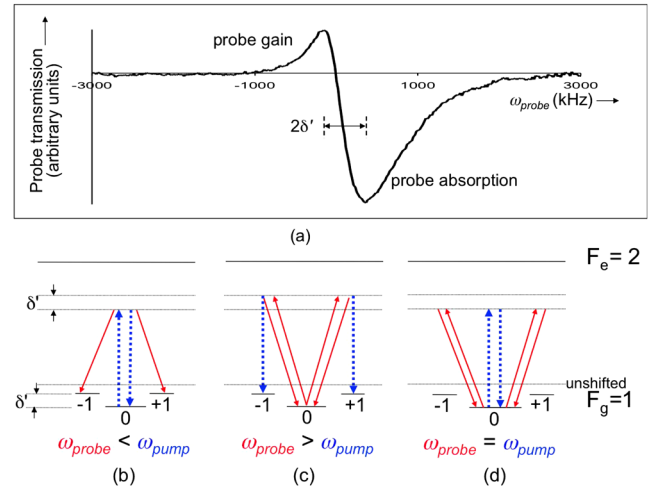 probe gain
Probe transmission
(arbitrary units)
-3000
-1000
1000
3000
ω_probe (kHz)
2δ′
probe absorption
(a)
F_e= 2
δ′
δ′
unshifted
F_g=1
-1
0
+1
-1
0
+1
-1
0
+1
ω_probe < ω_pump
ω_probe > ω_pump
ω_probe = ω_pump
(b)
(c)
(d)